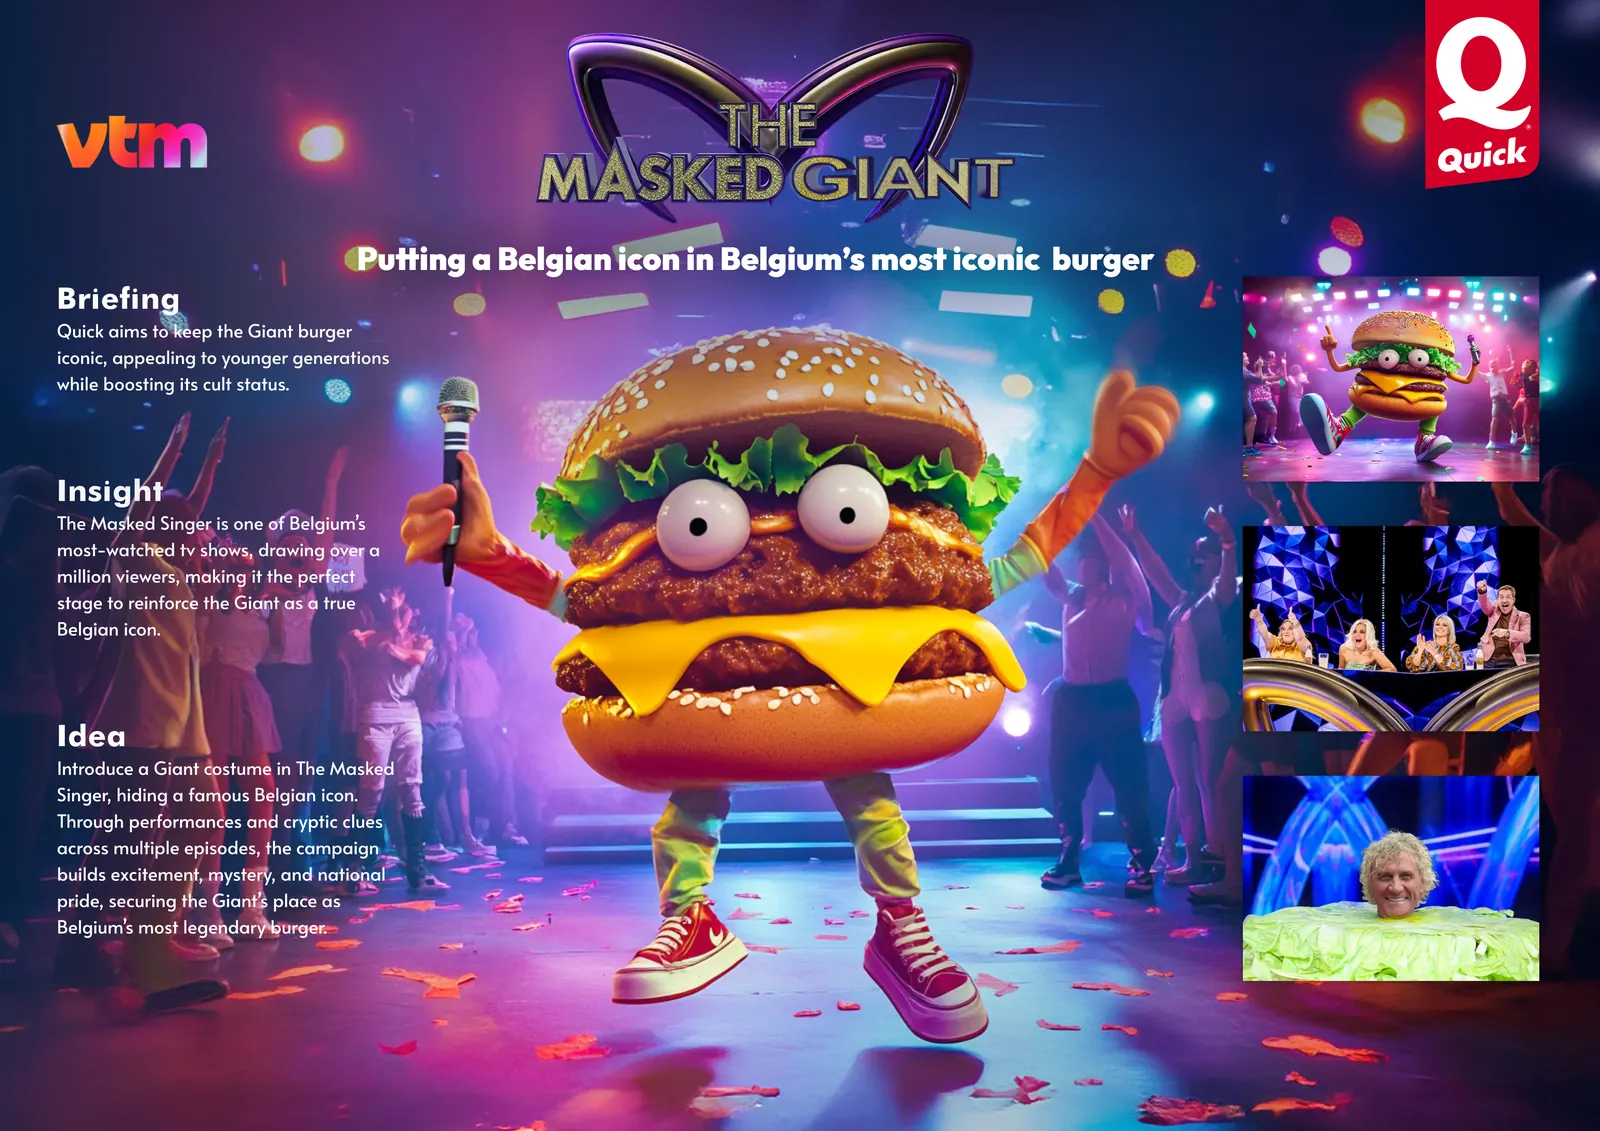 vtm
THE
MASKED GIANT
Q
Quick
Putting a Belgian icon in Belgium's most iconic burger
Briefing
Quick aims to keep the Giant burger
iconic, appealing to younger generations
while boosting its cult status.
Insight
The Masked Singer is one of Belgium's
most-watched tv shows, drawing over a
million viewers, making it the perfect
stage to reinforce the Giant as a true
Belgian icon.
Idea
Introduce a Giant costume in The Masked
Singer, hiding a famous Belgian icon.
Through performances and cryptic clues
across multiple episodes, the campaign
builds excitement, mystery, and national
pride, securing the Giant's place as
Belgium's most legendary burger.